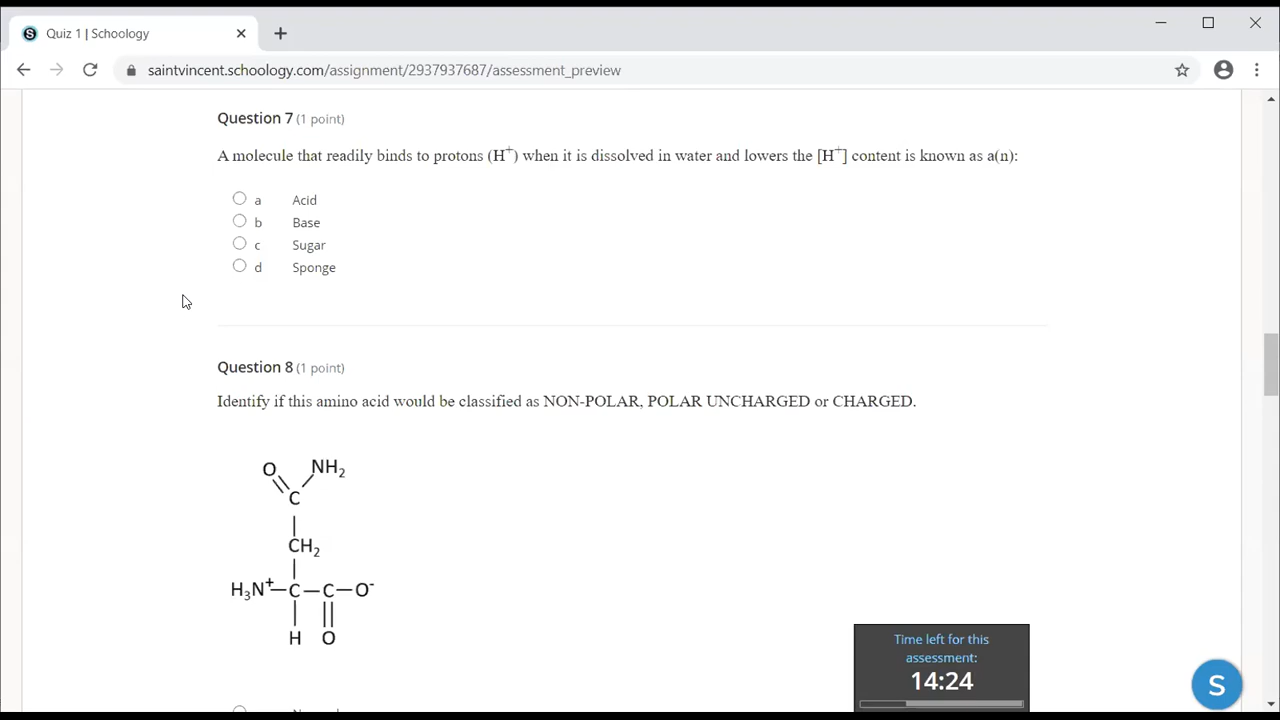 Quiz 1 | Schoology
saintvincent.schoology.com/assignment/2937937687/assessment_preview
Question 7 (1 point)
A molecule that readily binds to protons (H+) when it is dissolved in water and lowers the [H+] content is known as a(n):
a Acid
b Base
c Sugar
d Sponge
Question 8 (1 point)
Identify if this amino acid would be classified as NON-POLAR, POLAR UNCHARGED or CHARGED.
O NH2
C
CH2
H3N+—C—C—O-
H O
Time left for this
assessment:
14:24
S